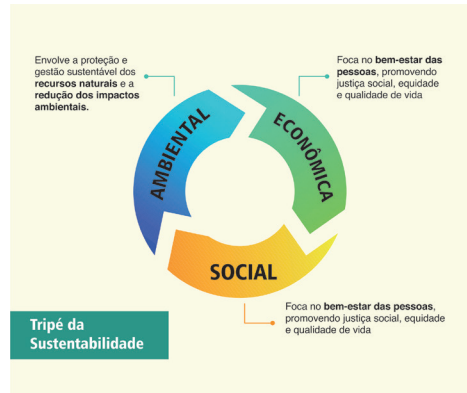 Envolve a proteção e
gestão sustentável dos
recursos naturais e a
redução dos impactos
ambientais.
Foca no bem-estar das
pessoas, promovendo
justiça social, equidade
e qualidade de vida
AMBIENTAL
ECONÔMICA
SOCIAL
Foca no bem-estar das pessoas,
promovendo justiça social, equidade
e qualidade de vida
Tripé da
Sustentabilidade